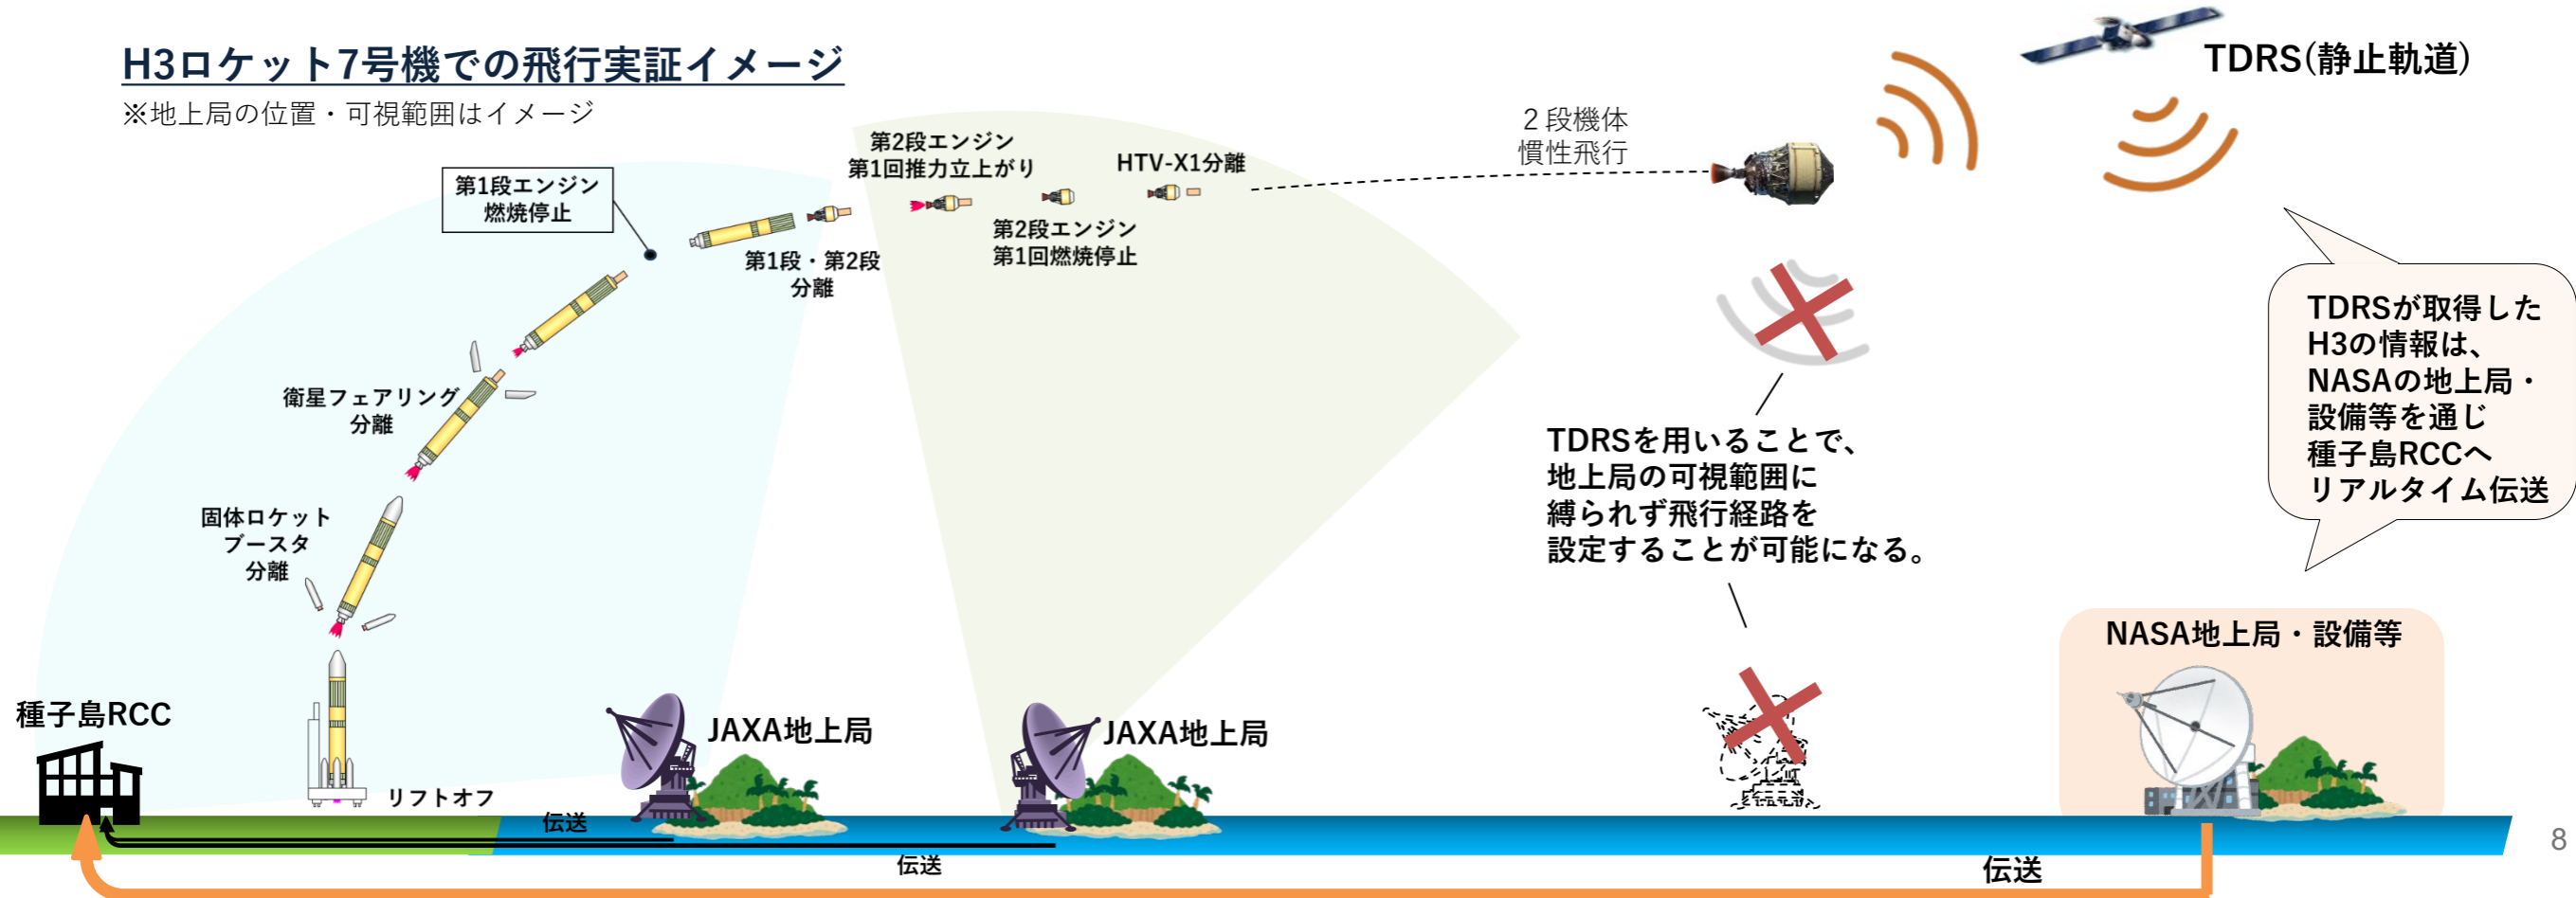 H3ロケット7号機での飛行実証イメージ
※地上局の位置・可視範囲はイメージ
TDRS(静止軌道)
２段機体
慣性飛行
第2段エンジン
第1回推力立上がり
HTV-X1分離
第1段エンジン
燃焼停止
第2段エンジン
第1回燃焼停止
第1段・第2段
分離
衛星フェアリング
分離
固体ロケット
ブースタ
分離
TDRSが取得した
H3の情報は、
NASAの地上局・
設備等を通じ
種子島RCCへ
リアルタイム伝送
TDRSを用いることで、
地上局の可視範囲に
縛られず飛行経路を
設定することが可能になる。
NASA地上局・設備等
種子島RCC
リフトオフ
JAXA地上局
JAXA地上局
伝送
伝送
伝送
8